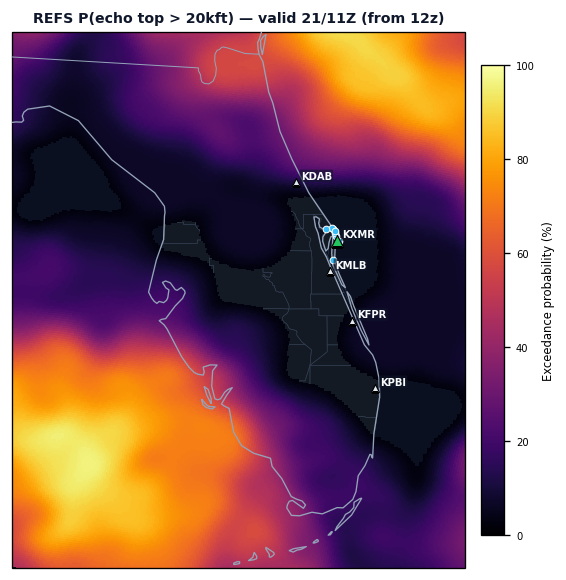 REFS P(echo top > 20kft) — valid 21/11Z (from 12z)
KDAB
KXMR
KMLB
KFPR
KPBI
100
80
60
40
20
0
Exceedance probability (%)